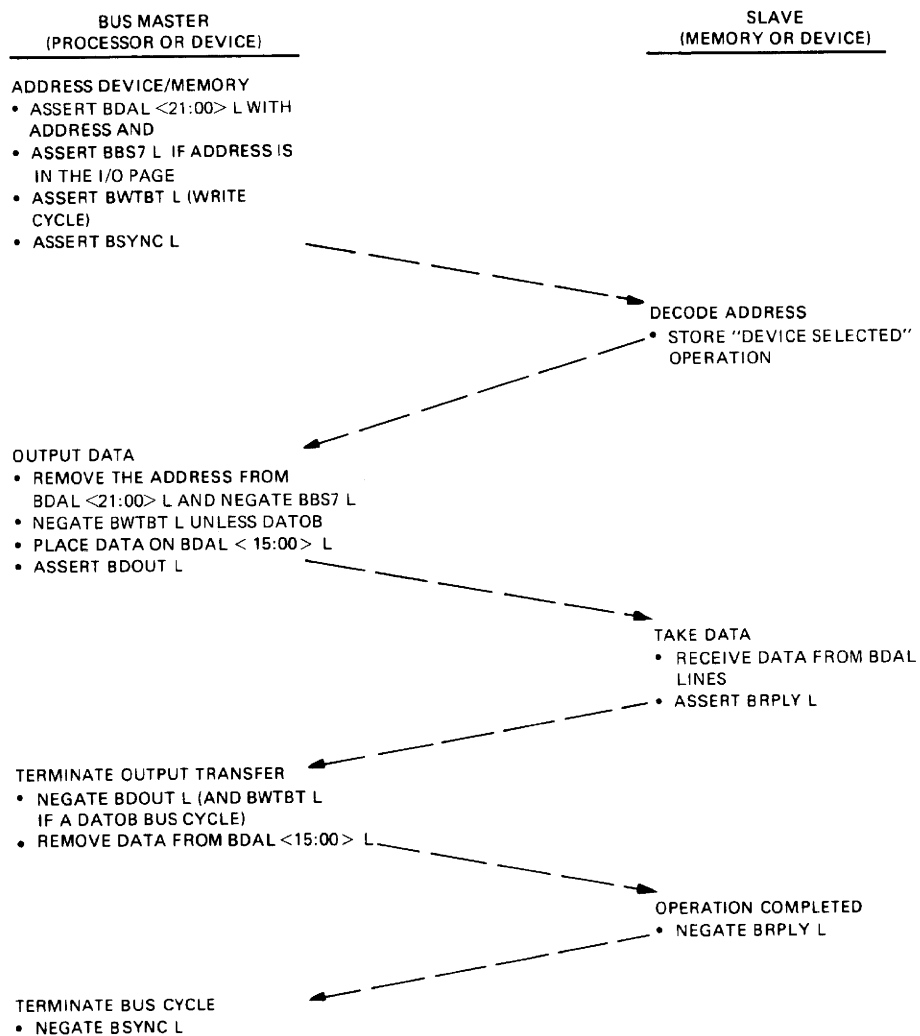 BUS MASTER
(PROCESSOR OR DEVICE)
SLAVE
(MEMORY OR DEVICE)
ADDRESS DEVICE/MEMORY
• ASSERT BDAL <21:00> L WITH
ADDRESS AND
• ASSERT BBS7 L IF ADDRESS IS
IN THE I/O PAGE
• ASSERT BWTBT L (WRITE
CYCLE)
• ASSERT BSYNC L
DECODE ADDRESS
• STORE "DEVICE SELECTED"
OPERATION
OUTPUT DATA
• REMOVE THE ADDRESS FROM
BDAL <21:00> L AND NEGATE BBS7 L
• NEGATE BWTBT L UNLESS DATOB
• PLACE DATA ON BDAL < 15:00> L
• ASSERT BDOUT L
TAKE DATA
• RECEIVE DATA FROM BDAL
LINES
• ASSERT BRPLY L
TERMINATE OUTPUT TRANSFER
• NEGATE BDOUT L (AND BWTBT L
IF A DATOB BUS CYCLE)
• REMOVE DATA FROM BDAL <15:00> L
OPERATION COMPLETED
• NEGATE BRPLY L
TERMINATE BUS CYCLE
• NEGATE BSYNC L